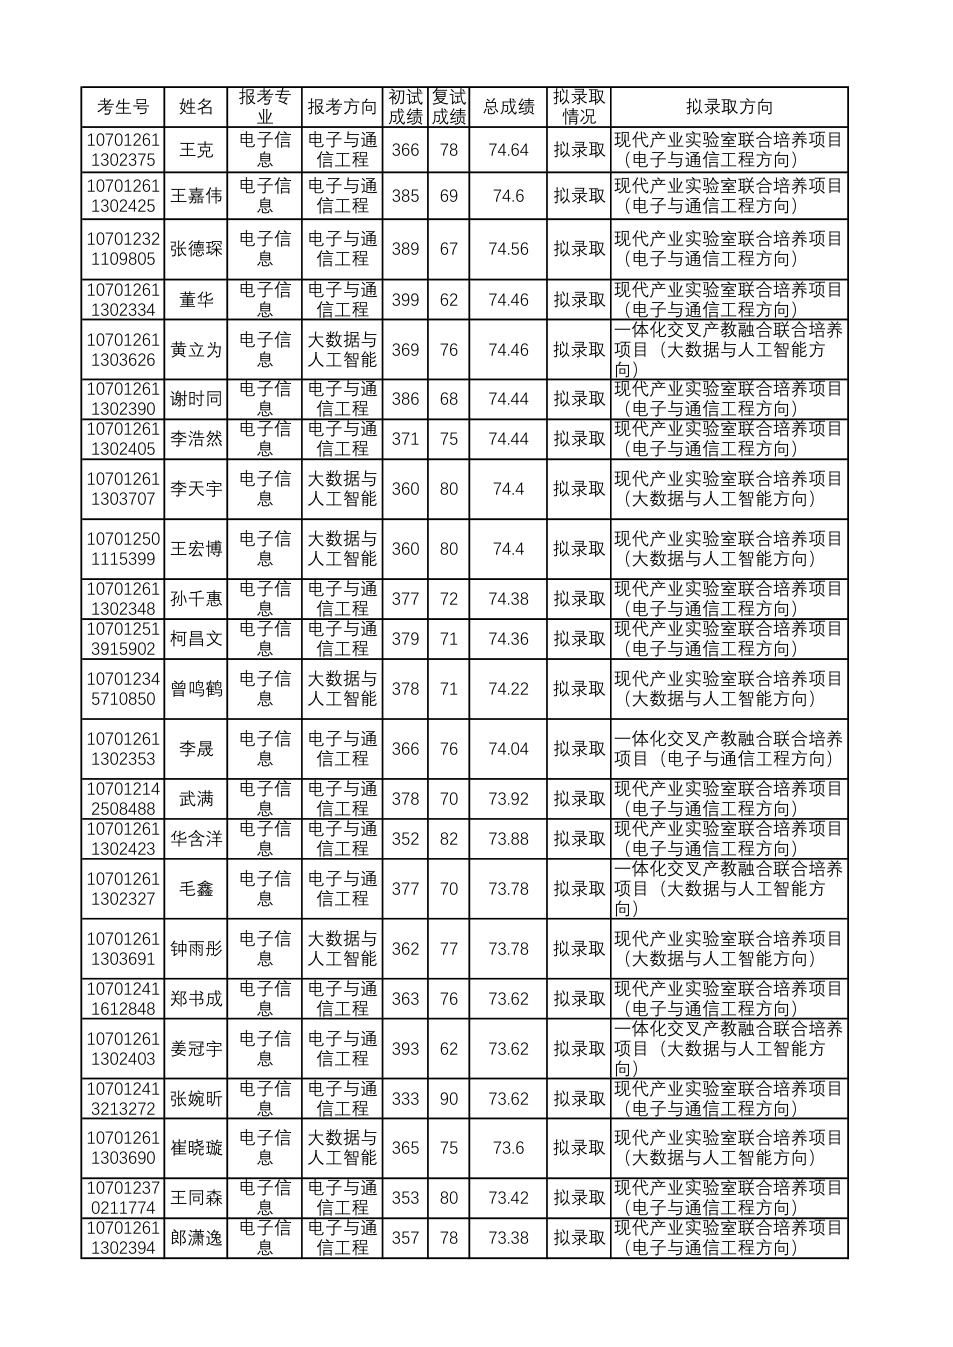 考生号 姓名 报考专业 报考方向 初试成绩 复试成绩 总成绩 拟录取情况 拟录取方向
107012611302375 王克 电子信息 电子与通信工程 366 78 74.64 拟录取 现代产业实验室联合培养项目（电子与通信工程方向）
107012611302425 王嘉伟 电子信息 电子与通信工程 385 69 74.6 拟录取 现代产业实验室联合培养项目（电子与通信工程方向）
107012321109805 张德琛 电子信息 电子与通信工程 389 67 74.56 拟录取 现代产业实验室联合培养项目（电子与通信工程方向）
107012611302334 董华 电子信息 电子与通信工程 399 62 74.46 拟录取 现代产业实验室联合培养项目（电子与通信工程方向）
107012611303626 黄立为 电子信息 大数据与人工智能 369 76 74.46 拟录取 一体化交叉产教融合联合培养项目（大数据与人工智能方向）
107012611302390 谢时同 电子信息 电子与通信工程 386 68 74.44 拟录取 现代产业实验室联合培养项目（电子与通信工程方向）
107012611302405 李浩然 电子信息 电子与通信工程 371 75 74.44 拟录取 现代产业实验室联合培养项目（电子与通信工程方向）
107012611303707 李天宇 电子信息 大数据与人工智能 360 80 74.4 拟录取 现代产业实验室联合培养项目（大数据与人工智能方向）
107012501115399 王宏博 电子信息 大数据与人工智能 360 80 74.4 拟录取 现代产业实验室联合培养项目（大数据与人工智能方向）
107012611302348 孙千惠 电子信息 电子与通信工程 377 72 74.38 拟录取 现代产业实验室联合培养项目（电子与通信工程方向）
107012513915902 柯昌文 电子信息 电子与通信工程 379 71 74.36 拟录取 现代产业实验室联合培养项目（电子与通信工程方向）
107012345710850 曾鸣鹤 电子信息 大数据与人工智能 378 71 74.22 拟录取 现代产业实验室联合培养项目（大数据与人工智能方向）
107012611302353 李晟 电子信息 电子与通信工程 366 76 74.04 拟录取 一体化交叉产教融合联合培养项目（电子与通信工程方向）
107012142508488 武满 电子信息 电子与通信工程 378 70 73.92 拟录取 现代产业实验室联合培养项目（电子与通信工程方向）
107012611302423 华含洋 电子信息 电子与通信工程 352 82 73.88 拟录取 现代产业实验室联合培养项目（电子与通信工程方向）
107012611302327 毛鑫 电子信息 电子与通信工程 377 70 73.78 拟录取 一体化交叉产教融合联合培养项目（大数据与人工智能方向）
107012611303691 钟雨彤 电子信息 大数据与人工智能 362 77 73.78 拟录取 现代产业实验室联合培养项目（大数据与人工智能方向）
107012411612848 郑书成 电子信息 电子与通信工程 363 76 73.62 拟录取 现代产业实验室联合培养项目（电子与通信工程方向）
107012611302403 姜冠宇 电子信息 电子与通信工程 393 62 73.62 拟录取 一体化交叉产教融合联合培养项目（大数据与人工智能方向）
107012413213272 张婉昕 电子信息 电子与通信工程 333 90 73.62 拟录取 现代产业实验室联合培养项目（电子与通信工程方向）
107012611303690 崔晓璇 电子信息 大数据与人工智能 365 75 73.6 拟录取 现代产业实验室联合培养项目（大数据与人工智能方向）
107012370211774 王同森 电子信息 电子与通信工程 353 80 73.42 拟录取 现代产业实验室联合培养项目（电子与通信工程方向）
107012611302394 郎潇逸 电子信息 电子与通信工程 357 78 73.38 拟录取 现代产业实验室联合培养项目（电子与通信工程方向）